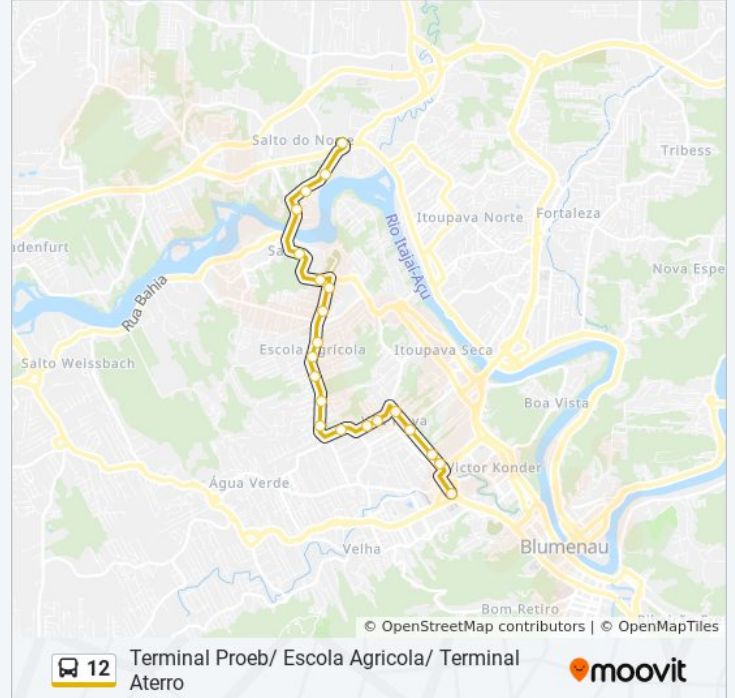 Salto do Norte
Tribess
Itoupava Norte
Fortaleza
adenfurt
Sa
Rio Itajaí-Açu
Nova Espe
Rua Bahia
Escola Agrícola
Itoupava Seca
Salto Weissbach
Boa Vista
ova
Victor Konder
Água Verde
Velha
Blumenau
Bom Retiro
© OpenStreetMap contributors | © OpenMapTiles
12
Terminal Proeb/ Escola Agricola/ Terminal
Aterro
moovit